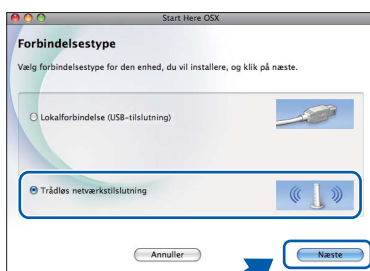 Start Here OSX
Forbindelsestype
Vælg forbindelsestype for den enhed, du vil installere, og klik på næste.
Lokalforbindelse (USB-tilslutning)
Trådløs netværkstilslutning
Annuller
Næste